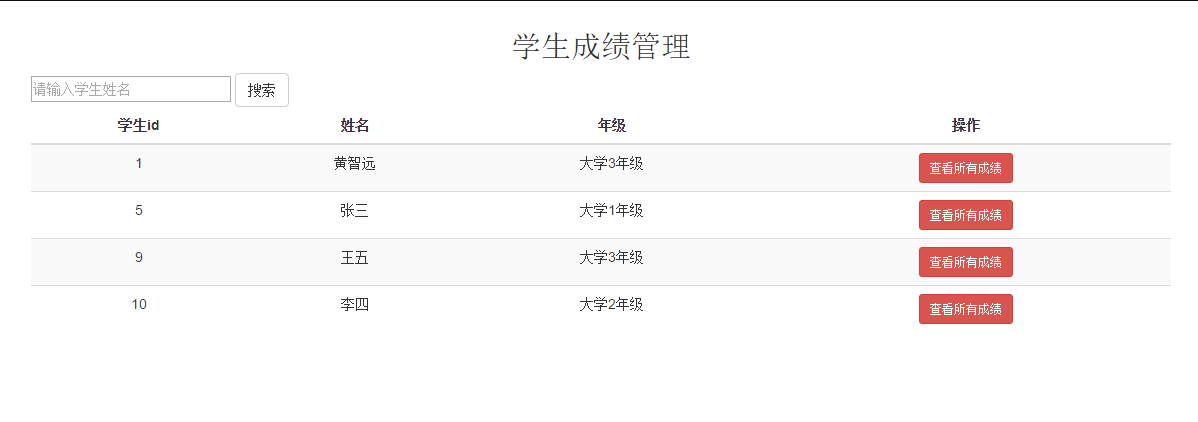 学生成绩管理
请输入学生姓名 搜索
学生id 姓名 年级 操作
1 黄智远 大学3年级 查看所有成绩
5 张三 大学1年级 查看所有成绩
9 王五 大学3年级 查看所有成绩
10 李四 大学2年级 查看所有成绩